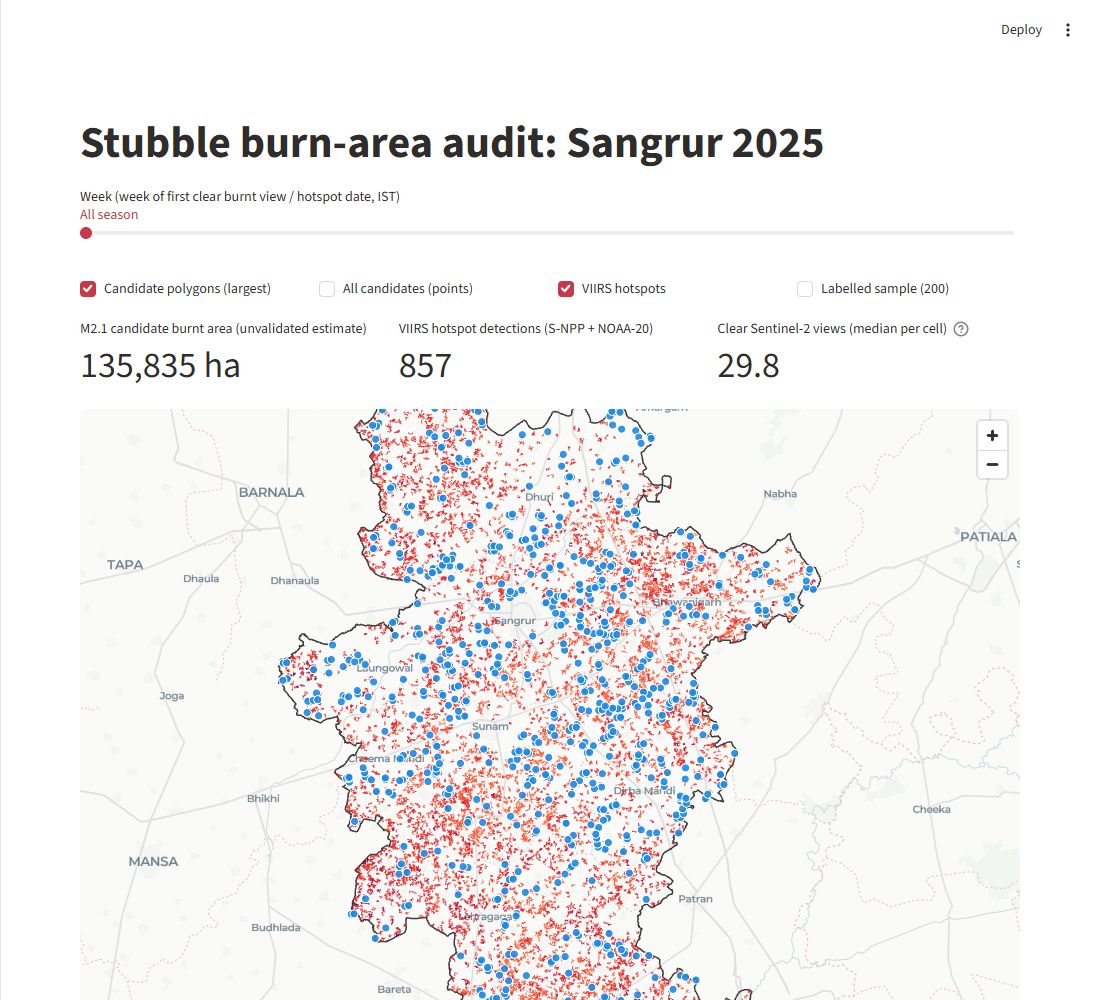 Deploy
Stubble burn-area audit: Sangrur 2025
Week (week of first clear burnt view / hotspot date, IST)
All season
Candidate polygons (largest)
All candidates (points)
VIIRS hotspots
Labelled sample (200)
M2.1 candidate burnt area (unvalidated estimate)
VIIRS hotspot detections (S-NPP + NOAA-20)
Clear Sentinel-2 views (median per cell)
?
135,835 ha
857
29.8
+
−
BARNALA
Dhuri
Nabha
PATIALA
TAPA
Dhaula
Dhanaula
Bhawanigarh
Sangrur
Laungowal
Joga
Sunam
Dirba Mandi
Bhikhi
Cheeka
MANSA
Patran
Budhlada
Bareta